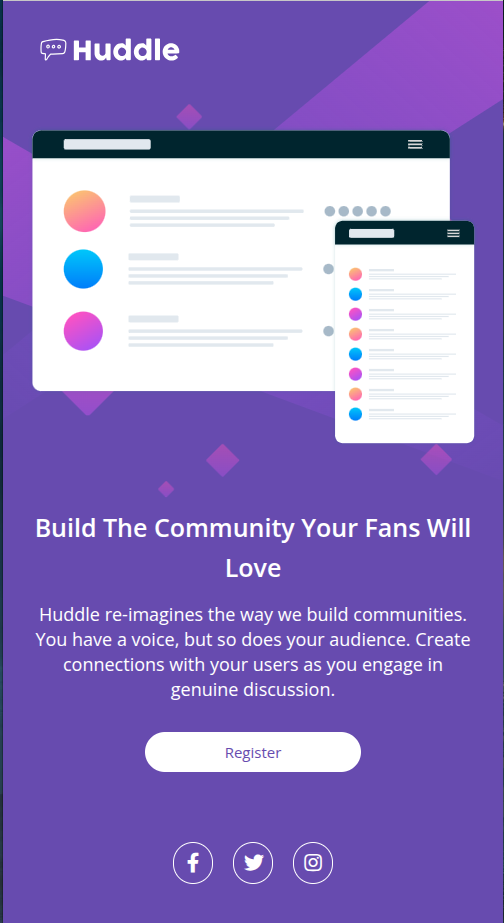 Huddle
Build The Community Your Fans Will
Love
Huddle re-imagines the way we build communities.
You have a voice, but so does your audience. Create
connections with your users as you engage in
genuine discussion.
Register